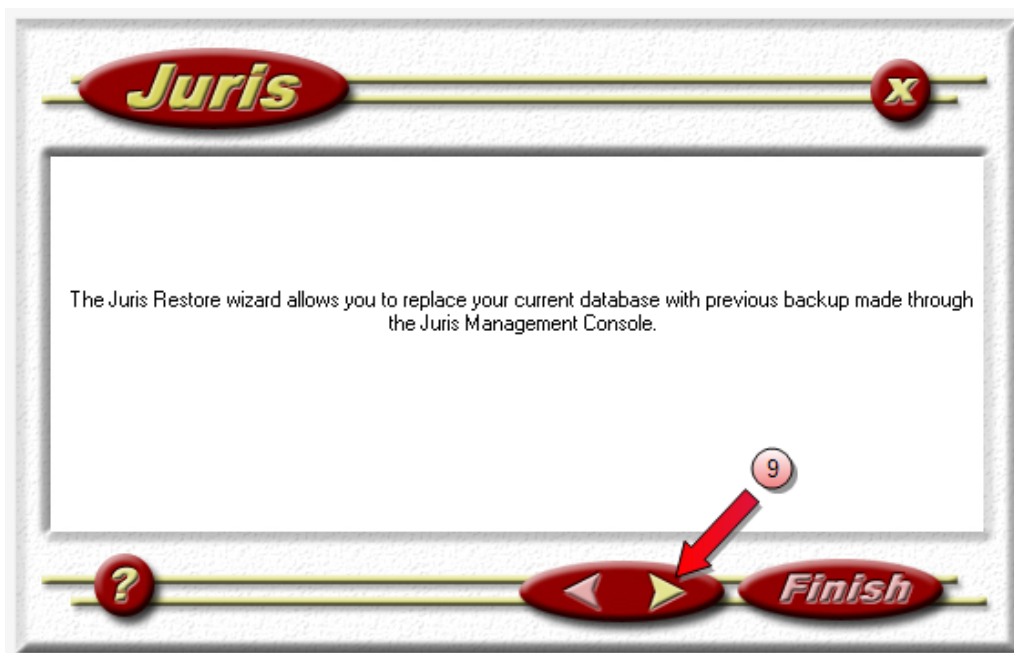 Juris
X
The Juris Restore wizard allows you to replace your current database with previous backup made through
the Juris Management Console.
9
?
Finish